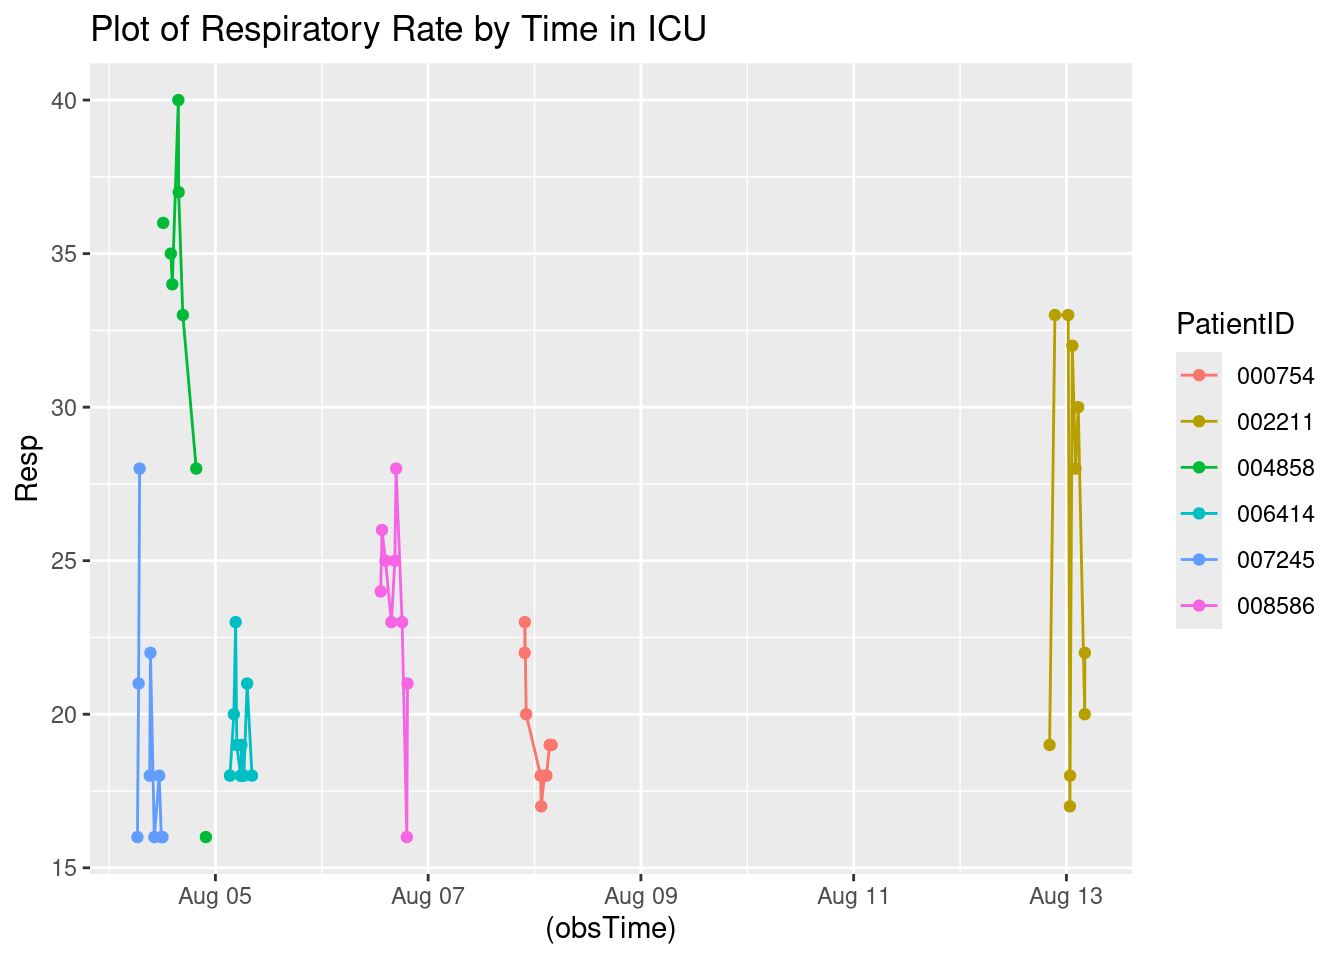 Plot of Respiratory Rate by Time in ICU
40
35
30
25
20
15
Resp
Aug 05 Aug 07 Aug 09 Aug 11 Aug 13
(obsTime)
PatientID
000754
002211
004858
006414
007245
008586